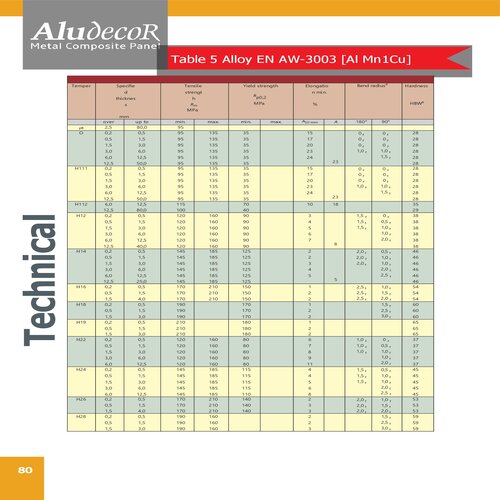 Aludecor
Metal Composite Panel
Table 5 Alloy EN AW-3003 [Al Mn1Cu]
Temper Specifie Tensile Yield strength Elongatio Bend radius Hardness
d strengt n min.
thicknes h Rp0,2
s Rm MPa % HBW
MPa
mm
over up to min. max. min. max. A 180° 90°
2,5 80,0 95
O 0,2 0,5 95 135 35 15 0 t 0 t 28
0,5 1,5 95 135 35 17 0 t 0 t 28
1,5 3,0 95 135 35 20 0 t 0 t 28
3,0 6,0 95 135 35 23 1,0 t 1,0 t 28
6,0 12,5 95 135 35 24 1,5 t 28
12,5 50,0 95 135 35 23 28
H111 0,2 0,5 95 135 35 15 0 t 0 t 28
0,5 1,5 95 135 35 17 0 t 0 t 28
1,5 3,0 95 135 35 20 0 t 0 t 28
3,0 6,0 95 135 35 23 1,0 t 1,0 t 28
6,0 12,5 95 135 35 24 1,5 t 28
12,5 50,0 95 135 35 23 28
H112 6,0 12,5 115 70 10 18 35
12,5 80,0 100 40 29
H12 0,2 0,5 120 160 90 3 1,5 t 0 t 38
0,5 1,5 120 160 90 4 1,5 t 0,5 t 38
1,5 3,0 120 160 90 5 1,5 t 1,0 t 38
3,0 6,0 120 160 90 6 1,0 t 38
6,0 12,5 120 160 90 7 2,0 t 38
12,5 40,0 120 160 90 8 38
H14 0,2 0,5 145 185 125 2 2,0 t 0,5 t 46
0,5 1,5 145 185 125 2 2,0 t 1,0 t 46
1,5 3,0 145 185 125 3 2,0 t 1,0 t 46
3,0 6,0 145 185 125 4 2,0 t 46
6,0 12,5 145 185 125 5 2,5 t 46
12,5 25,0 145 185 125 5 46
H16 0,2 0,5 170 210 150 1 2,5 t 1,0 t 54
0,5 1,5 170 210 150 2 2,5 t 1,5 t 54
1,5 4,0 170 210 150 2 2,5 t 2,0 t 54
H18 0,2 0,5 190 170 1 1,5 t 60
0,5 1,5 190 170 2 2,5 t 60
1,5 3,0 190 170 2 3,0 t 60
H19 0,2 0,5 210 180 1 65
0,5 1,5 210 180 2 65
1,5 3,0 210 180 2 65
H22 0,2 0,5 120 160 80 6 1,0 t 0 t 37
0,5 1,5 120 160 80 7 1,0 t 0,5 t 37
1,5 3,0 120 160 80 8 1,0 t 1,0 t 37
3,0 6,0 120 160 80 9 1,0 t 37
6,0 12,5 120 160 80 11 2,0 t 37
H24 0,2 0,5 145 185 115 4 1,5 t 0,5 t 45
0,5 1,5 145 185 115 4 1,5 t 1,0 t 45
1,5 3,0 145 185 115 5 1,5 t 1,0 t 45
3,0 6,0 145 185 115 6 2,0 t 45
6,0 12,5 145 185 110 8 2,5 t 45
H26 0,2 0,5 170 210 140 2 2,0 t 1,0 t 53
0,5 1,5 170 210 140 3 2,0 t 1,5 t 53
1,5 4,0 170 210 140 3 2,0 t 2,0 t 53
H28 0,2 0,5 190 160 2 1,5 t 59
0,5 1,5 190 160 2 2,5 t 59
1,5 3,0 190 160 3 3,0 t 59
Technical
80